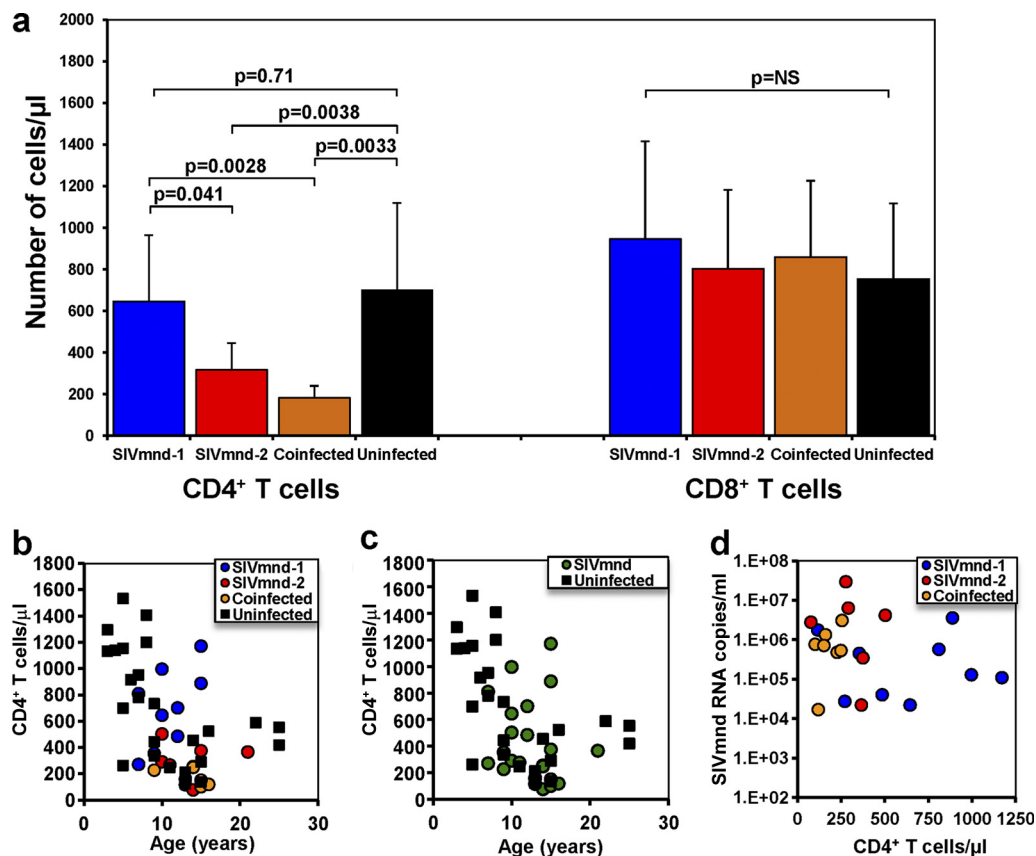 a
Number of cells/µl
2000
1800
1600
1400
1200
1000
800
600
400
200
0
p=0.71
p=0.0038
p=0.0033
p=0.0028
p=0.041
p=NS
SIVmnd-1 SIVmnd-2 Coinfected Uninfected
SIVmnd-1 SIVmnd-2 Coinfected Uninfected
CD4⁺ T cells
CD8⁺ T cells
b
CD4⁺ T cells/µl
1800
1600
1400
1200
1000
800
600
400
200
0
SIVmnd-1
SIVmnd-2
Coinfected
Uninfected
0 10 20 30
Age (years)
c
CD4⁺ T cells/µl
1800
1600
1400
1200
1000
800
600
400
200
0
SIVmnd
Uninfected
0 10 20 30
Age (years)
d
SIVmnd RNA copies/ml
1.E+08
1.E+07
1.E+06
1.E+05
1.E+04
1.E+03
1.E+02
SIVmnd-1
SIVmnd-2
Coinfected
0 250 500 750 1000 1250
CD4⁺ T cells/µl